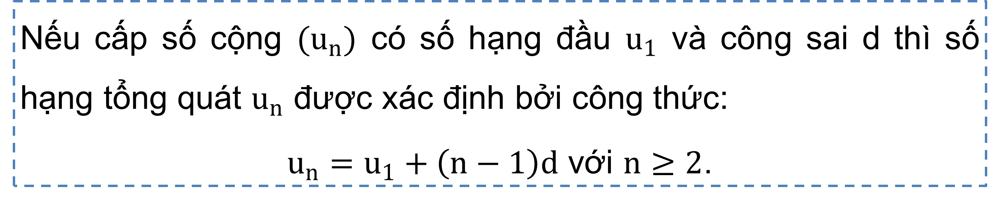 Nếu cấp số cộng (uₙ) có số hạng đầu u₁ và công sai d thì số
hạng tổng quát uₙ được xác định bởi công thức:
uₙ = u₁ + (n − 1)d với n ≥ 2.